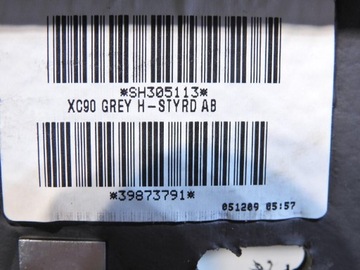 *SH305113*
XC90 GREY H-STYRD AB
*39873791*
051209 05:57